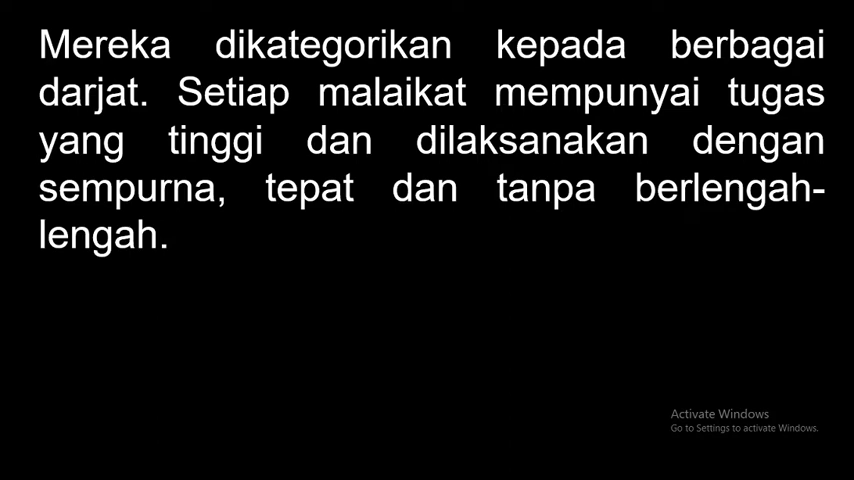 Mereka dikategorikan kepada berbagai
darjat. Setiap malaikat mempunyai tugas
yang tinggi dan dilaksanakan dengan
sempurna, tepat dan tanpa berlengah-
lengah.
Activate Windows
Go to Settings to activate Windows.